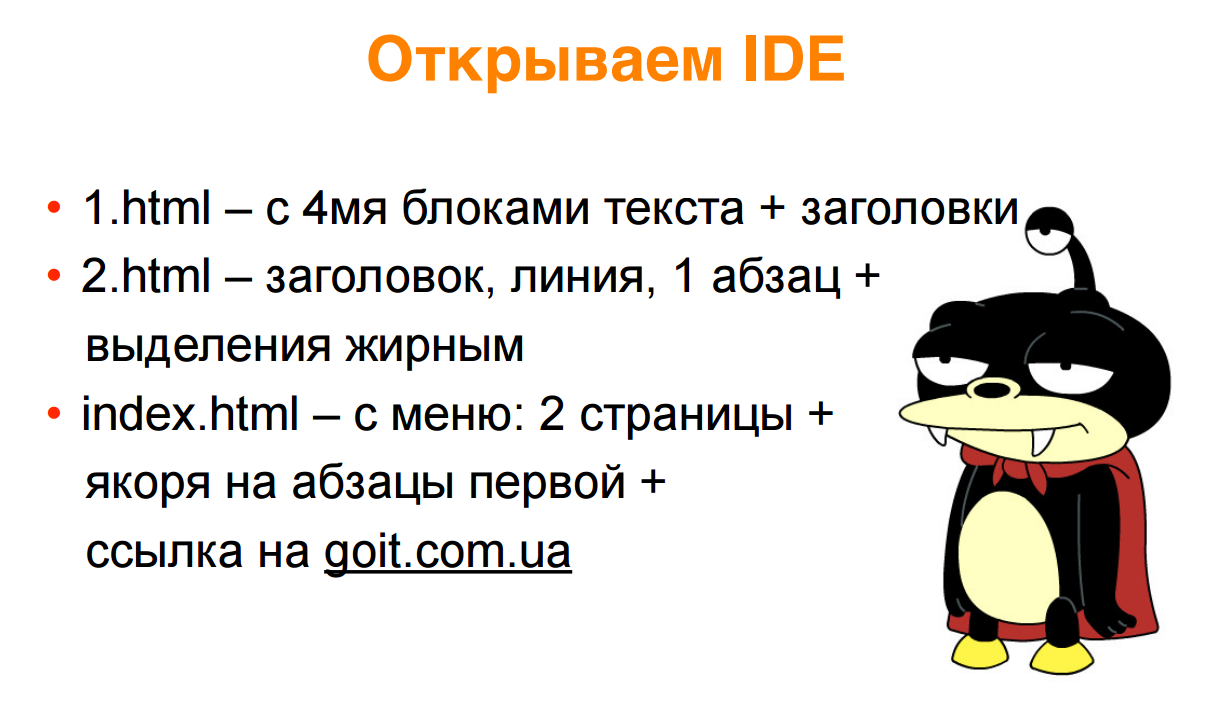 Открываем IDE
• 1.html – с 4мя блоками текста + заголовки
• 2.html – заголовок, линия, 1 абзац +
выделения жирным
• index.html – с меню: 2 страницы +
якоря на абзацы первой +
ссылка на goit.com.ua